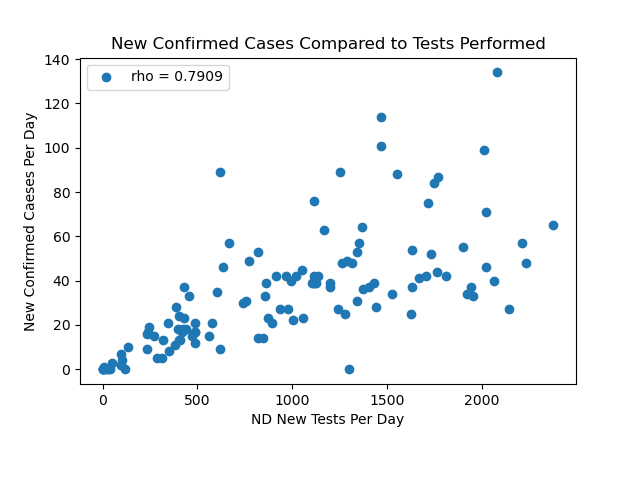 New Confirmed Cases Compared to Tests Performed
rho = 0.7909
New Confirmed Caeses Per Day
140
120
100
80
60
40
20
0
0 500 1000 1500 2000
ND New Tests Per Day